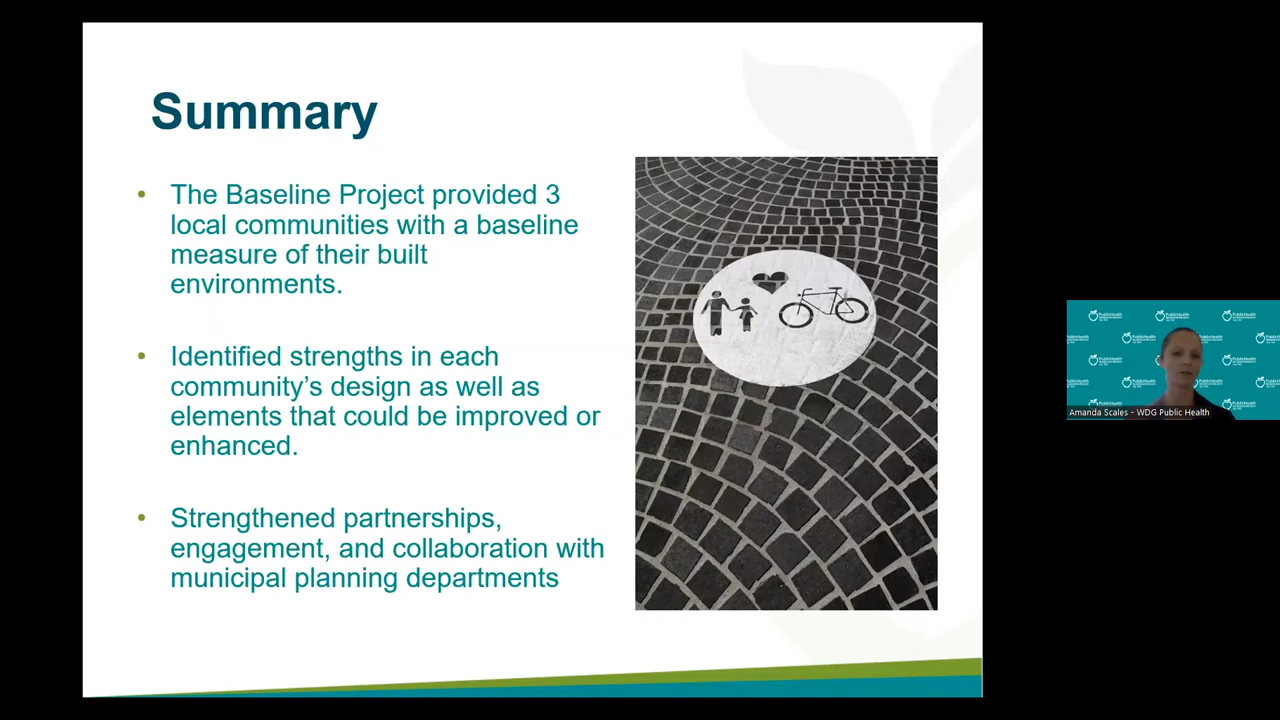 Summary
• The Baseline Project provided 3
local communities with a baseline
measure of their built
environments.
• Identified strengths in each
community's design as well as
elements that could be improved or
enhanced.
• Strengthened partnerships,
engagement, and collaboration with
municipal planning departments
PublicHealth
Amanda Scales - WDG Public Health